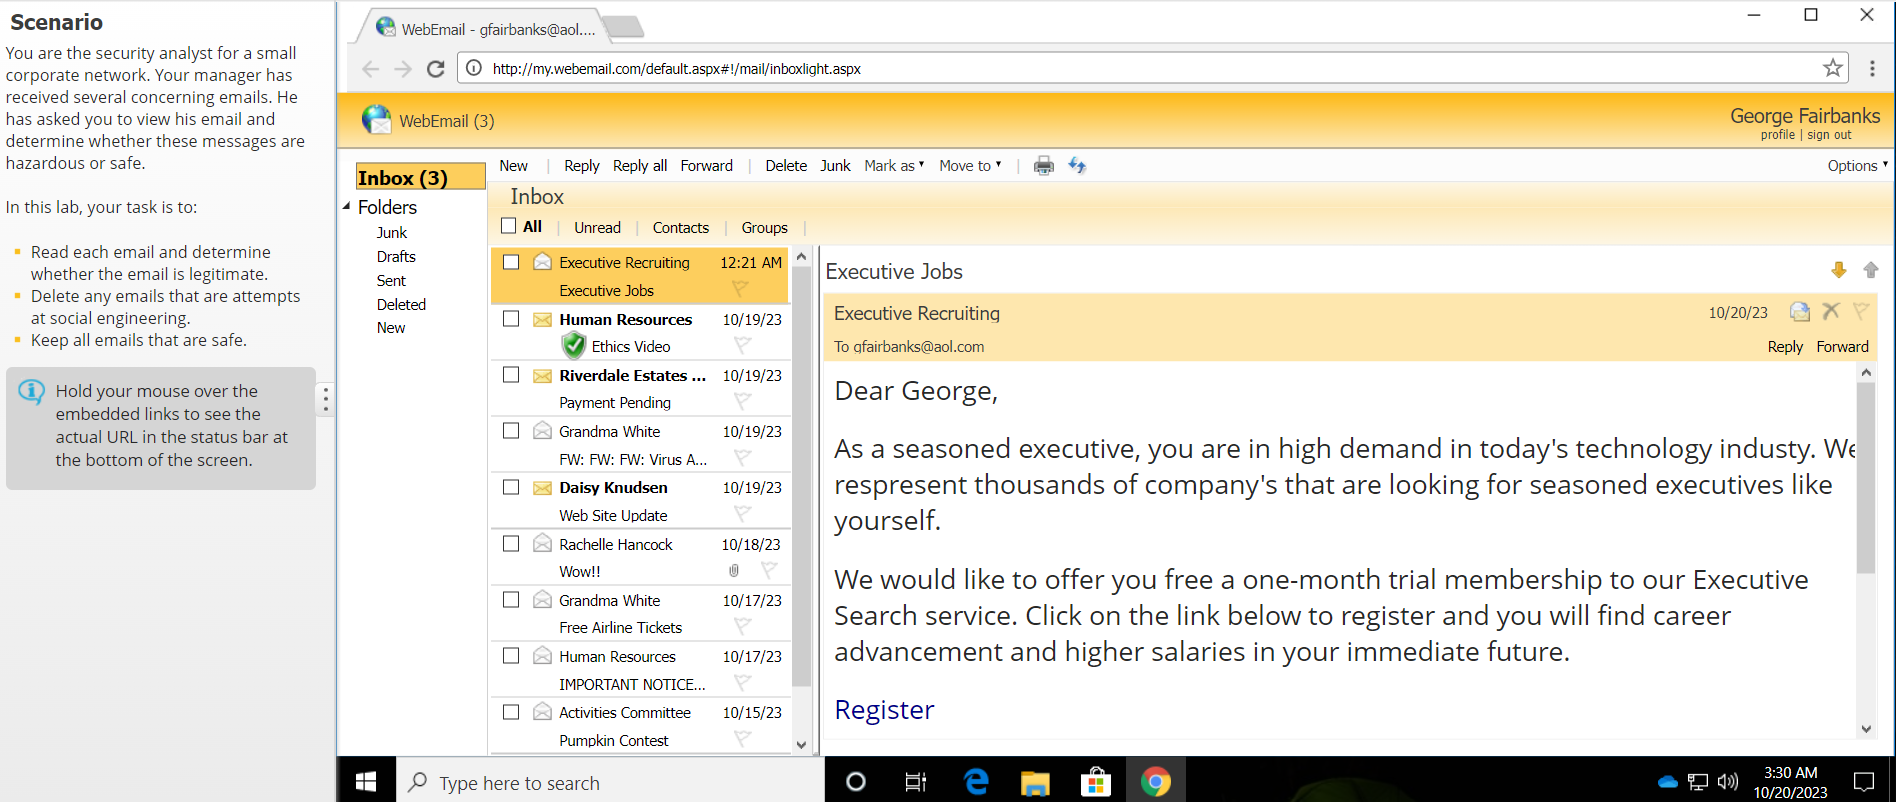 Scenario
You are the security analyst for a small
corporate network. Your manager has
received several concerning emails. He
has asked you to view his email and
determine whether these messages are
hazardous or safe.
In this lab, your task is to:
Read each email and determine
whether the email is legitimate.
Delete any emails that are attempts
at social engineering.
Keep all emails that are safe.
Hold your mouse over the
embedded links to see the
actual URL in the status bar at
the bottom of the screen.
WebEmail - gfairbanks@aol....
http://my.webemail.com/default.aspx#!/mail/inboxlight.aspx
WebEmail (3)
George Fairbanks
profile | sign out
Inbox (3)
Folders
Junk
Drafts
Sent
Deleted
New
New | Reply Reply all Forward | Delete Junk Mark as Move to | Options
Inbox
All | Unread | Contacts | Groups |
Executive Recruiting 12:21 AM
Executive Jobs
Human Resources 10/19/23
Ethics Video
Riverdale Estates ... 10/19/23
Payment Pending
Grandma White 10/19/23
FW: FW: FW: Virus A...
Daisy Knudsen 10/19/23
Web Site Update
Rachelle Hancock 10/18/23
Wow!!
Grandma White 10/17/23
Free Airline Tickets
Human Resources 10/17/23
IMPORTANT NOTICE...
Activities Committee 10/15/23
Pumpkin Contest
Executive Jobs
Executive Recruiting 10/20/23
To gfairbanks@aol.com Reply Forward
Dear George,
As a seasoned executive, you are in high demand in today's technology industy. We
respresent thousands of company's that are looking for seasoned executives like
yourself.
We would like to offer you free a one-month trial membership to our Executive
Search service. Click on the link below to register and you will find career
advancement and higher salaries in your immediate future.
Register
Type here to search
3:30 AM
10/20/2023